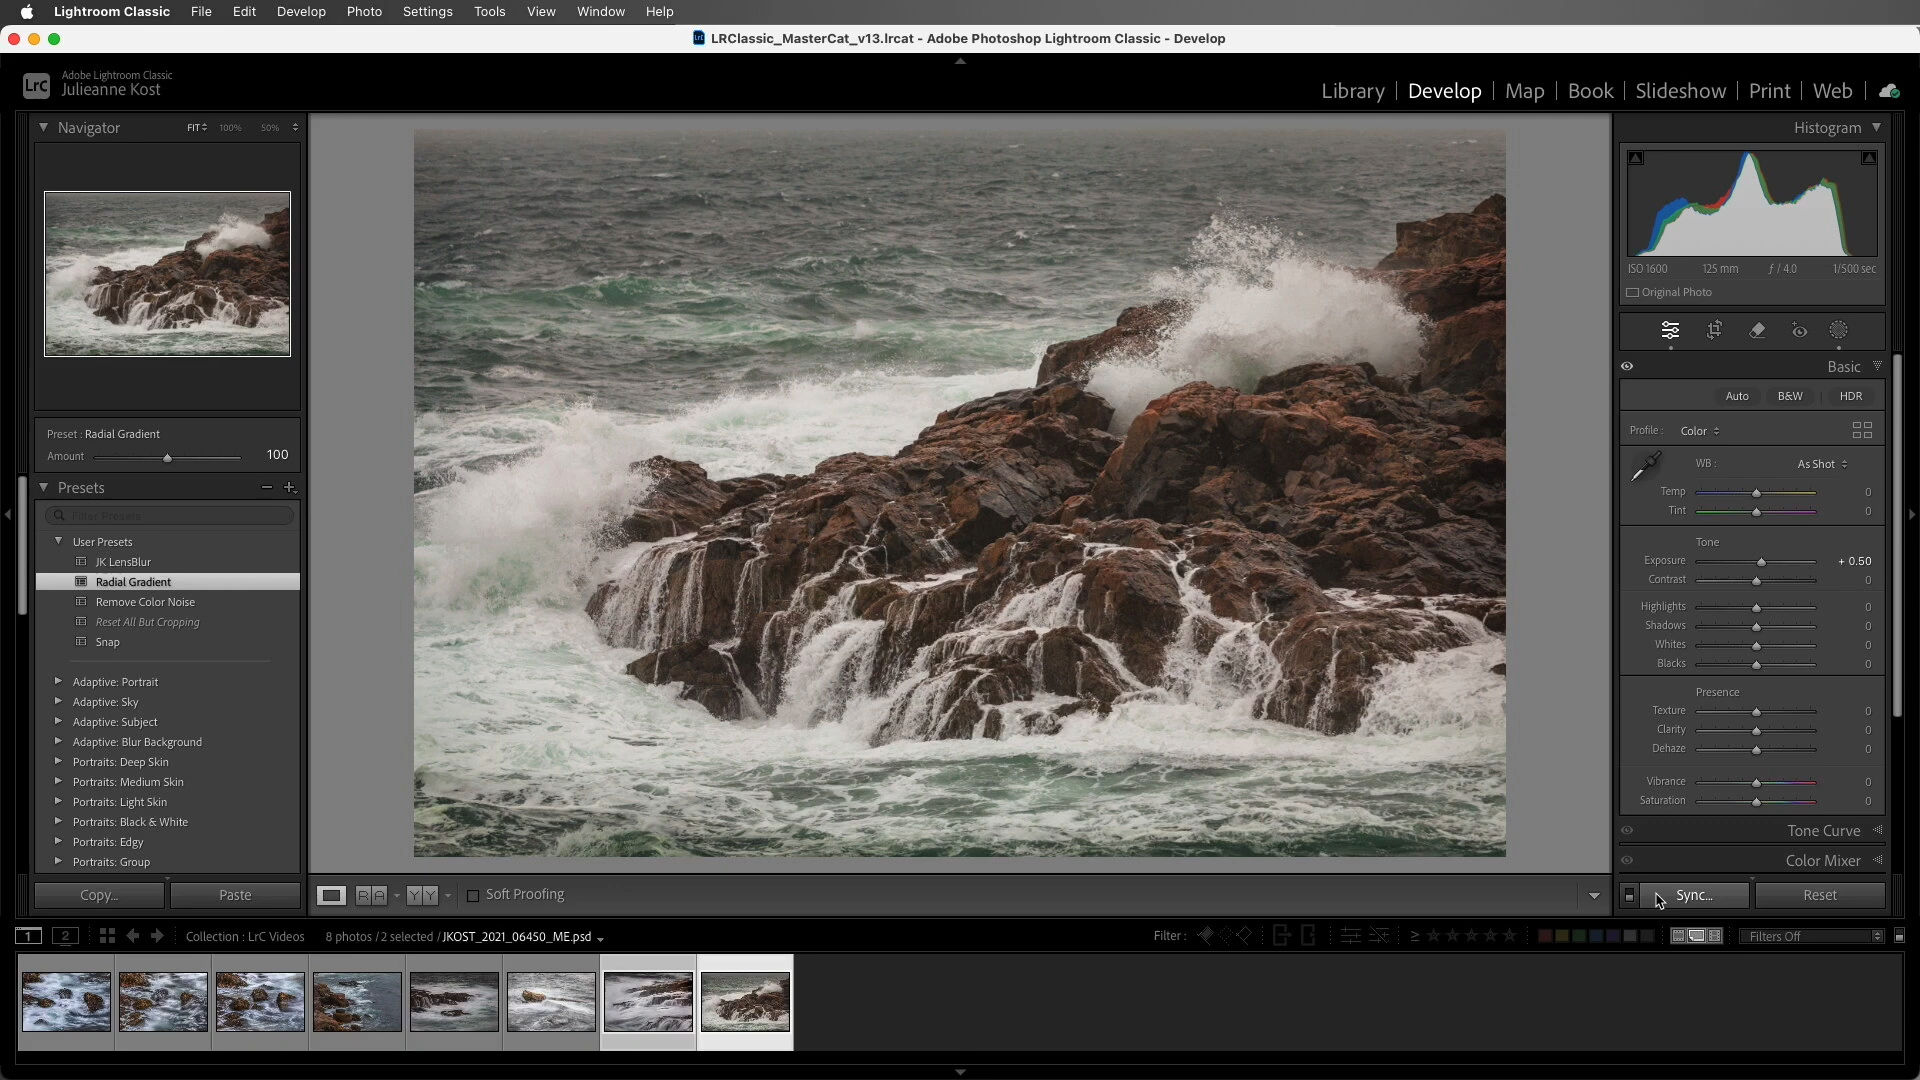 Lightroom Classic File Edit Develop Photo Settings Tools View Window Help
LrC LRClassic_MasterCat_v13.lrcat - Adobe Photoshop Lightroom Classic - Develop
LrC Adobe Lightroom Classic
Julieanne Kost
Library | Develop | Map | Book | Slideshow | Print | Web
Navigator FIT 100% 50%
Preset : Radial Gradient
Amount 100
Presets
Filter Presets
User Presets
JK LensBlur
Radial Gradient
Remove Color Noise
Reset All But Cropping
Snap
Adaptive: Portrait
Adaptive: Sky
Adaptive: Subject
Adaptive: Blur Background
Portraits: Deep Skin
Portraits: Medium Skin
Portraits: Light Skin
Portraits: Black & White
Portraits: Edgy
Portraits: Group
Copy... Paste
R A Y Y Soft Proofing
Histogram
ISO 1600 125 mm ƒ / 4.0 1/500 sec
Original Photo
Basic
Auto B&W HDR
Profile : Color
WB : As Shot
Temp 0
Tint 0
Tone
Exposure + 0.50
Contrast 0
Highlights 0
Shadows 0
Whites 0
Blacks 0
Presence
Texture 0
Clarity 0
Dehaze 0
Vibrance 0
Saturation 0
Tone Curve
Color Mixer
Sync... Reset
1 2 Collection : LrC Videos 8 photos / 2 selected / JKOST_2021_06450_ME.psd Filter : ≥ Filters Off